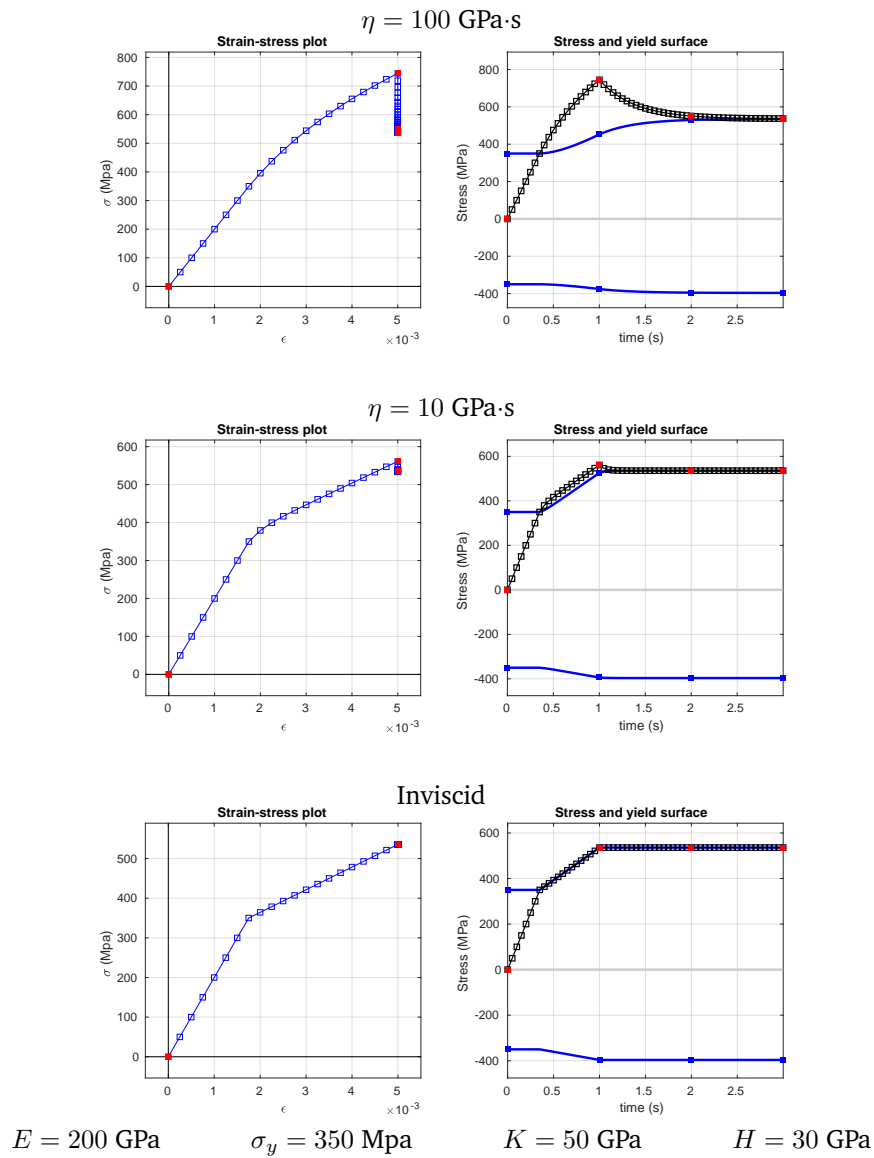 η = 100 GPa·s
Strain-stress plot
Stress and yield surface
σ (Mpa)
800
700
600
500
400
300
200
100
0
0 1 2 3 4 5
ϵ
×10⁻³
Stress (MPa)
800
600
400
200
0
-200
-400
0 0.5 1 1.5 2 2.5
time (s)
η = 10 GPa·s
Strain-stress plot
Stress and yield surface
σ (Mpa)
600
500
400
300
200
100
0
0 1 2 3 4 5
ϵ
×10⁻³
Stress (MPa)
600
400
200
0
-200
-400
0 0.5 1 1.5 2 2.5
time (s)
Inviscid
Strain-stress plot
Stress and yield surface
σ (Mpa)
500
400
300
200
100
0
0 1 2 3 4 5
ϵ
×10⁻³
Stress (MPa)
600
400
200
0
-200
-400
0 0.5 1 1.5 2 2.5
time (s)
E = 200 GPa σy = 350 Mpa K = 50 GPa H = 30 GPa